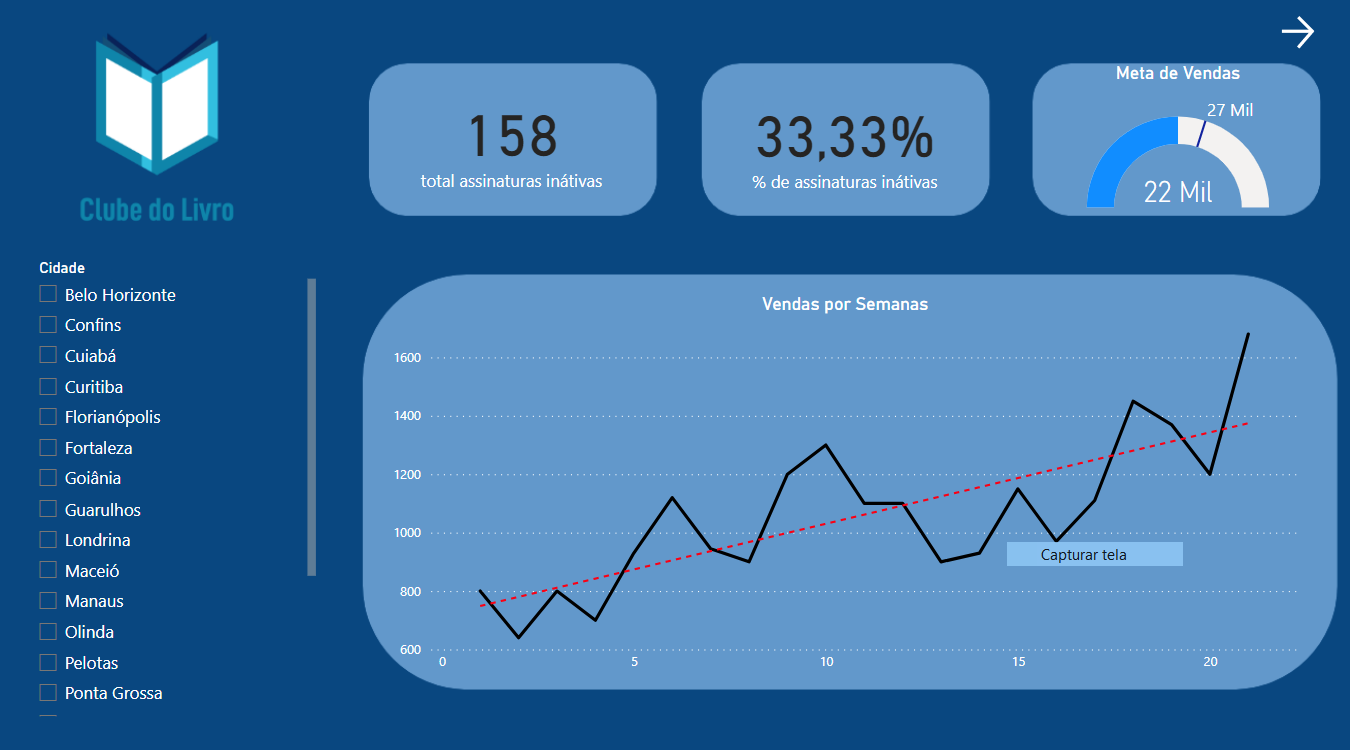 Clube do Livro
158
total assinaturas inátivas
33,33%
% de assinaturas inátivas
Meta de Vendas
27 Mil
22 Mil
Cidade
Belo Horizonte
Confins
Cuiabá
Curitiba
Florianópolis
Fortaleza
Goiânia
Guarulhos
Londrina
Maceió
Manaus
Olinda
Pelotas
Ponta Grossa
Vendas por Semanas
1600
1400
1200
1000
800
600
0 5 10 15 20
Capturar tela